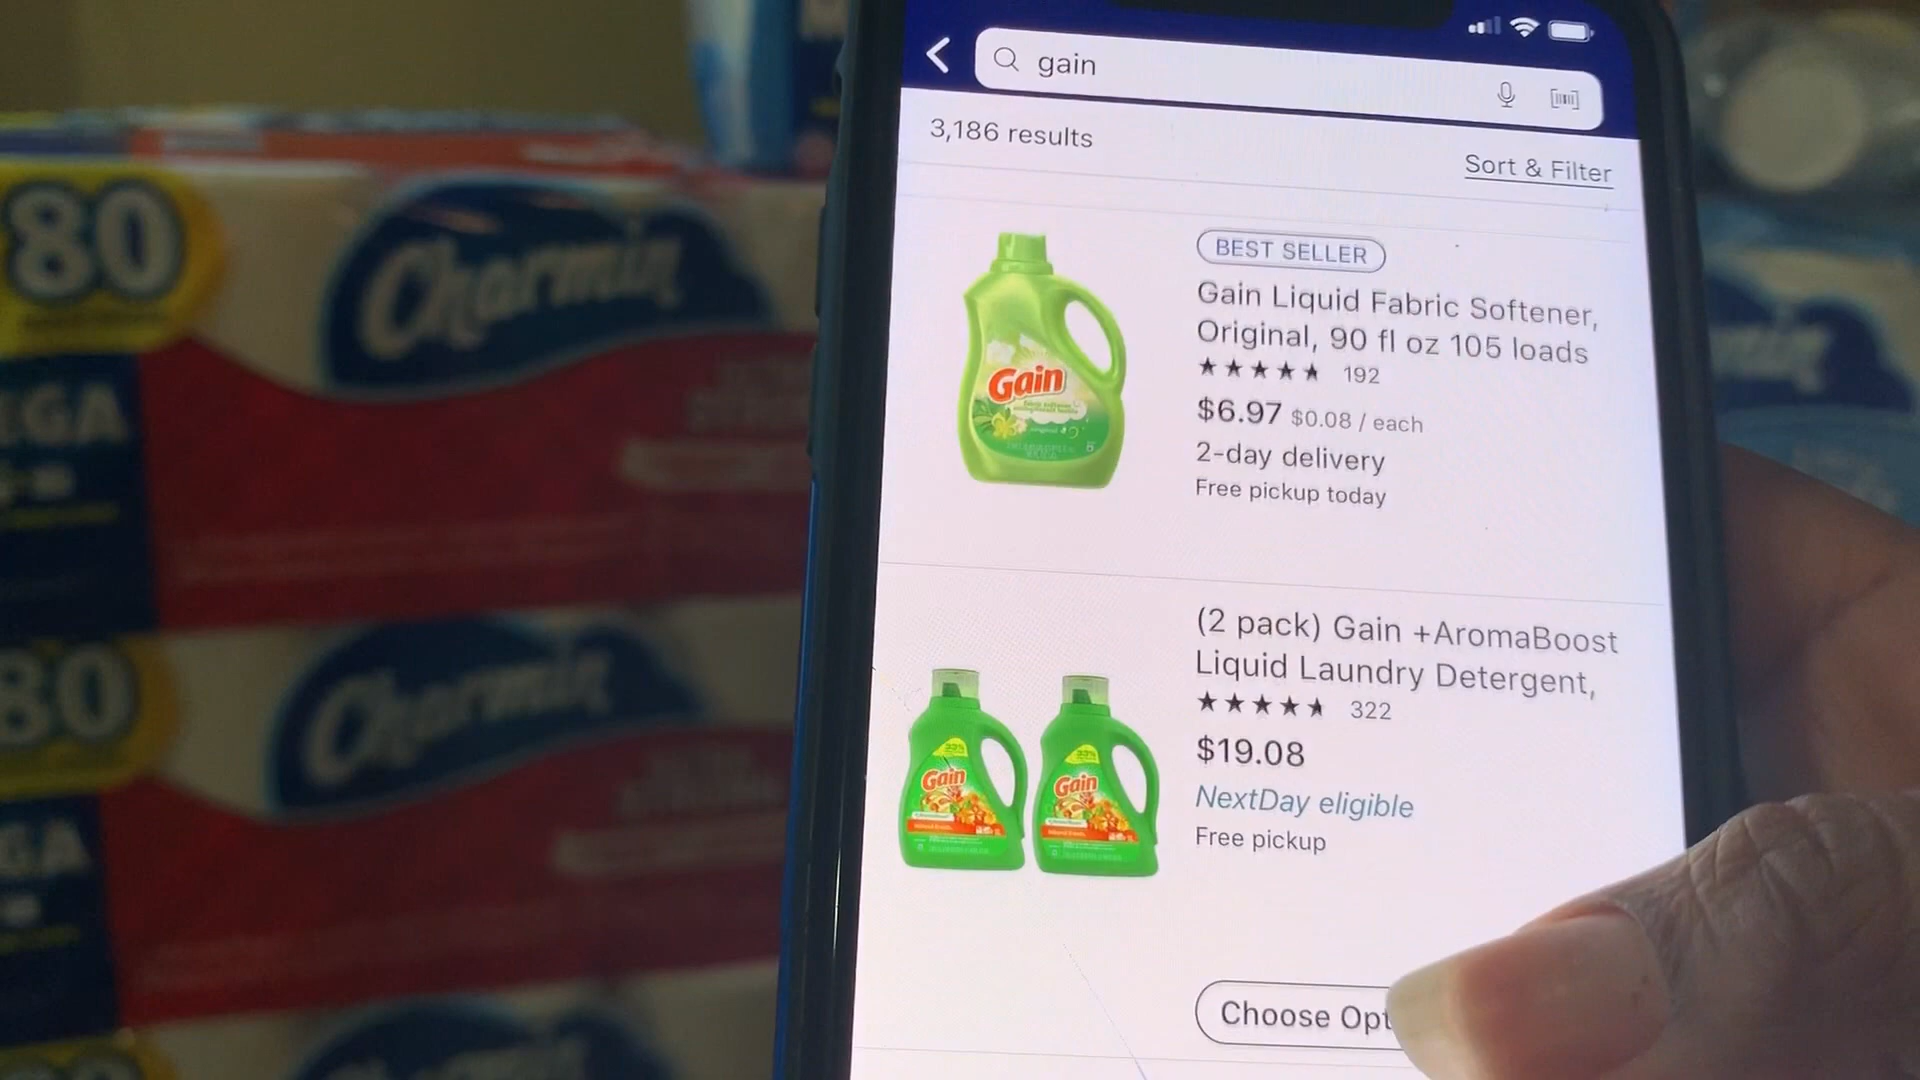 gain
3,186 results
Sort & Filter
BEST SELLER
Gain Liquid Fabric Softener,
Original, 90 fl oz 105 loads
192
$6.97 $0.08 / each
2-day delivery
Free pickup today
Gain
(2 pack) Gain +AromaBoost
Liquid Laundry Detergent,
322
$19.08
NextDay eligible
Free pickup
Gain
Gain
Choose Opt
80
Charmin
EGA
80
Charmin
GA